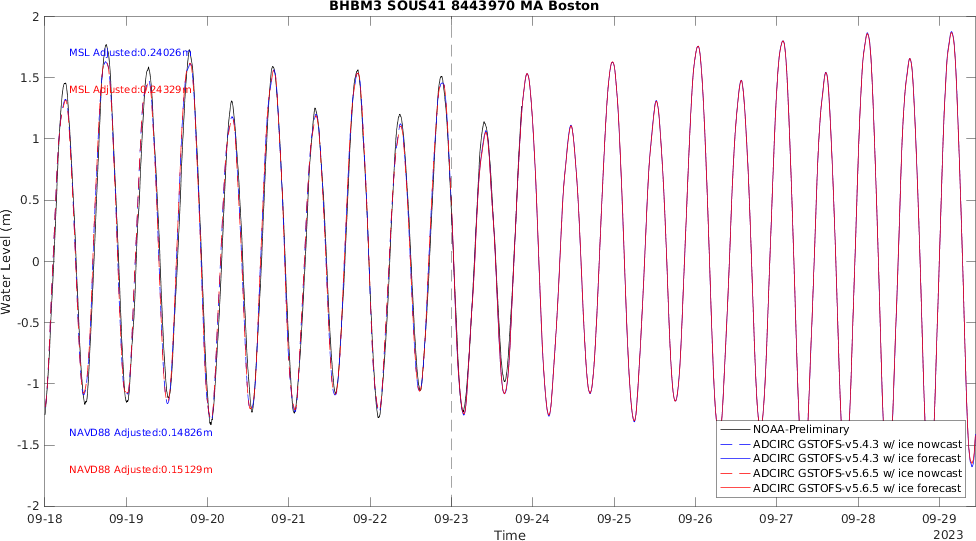 BHBM3 SOUS41 8443970 MA Boston
2
MSL Adjusted:0.24026m
1.5
MSL Adjusted:0.24329m
1
0.5
0
Water Level (m)
-0.5
-1
NAVD88 Adjusted:0.14826m
NOAA-Preliminary
-1.5
ADCIRC GSTOFS-v5.4.3 w/ ice nowcast
ADCIRC GSTOFS-v5.4.3 w/ ice forecast
NAVD88 Adjusted:0.15129m
ADCIRC GSTOFS-v5.6.5 w/ ice nowcast
ADCIRC GSTOFS-v5.6.5 w/ ice forecast
-2
09-18 09-19 09-20 09-21 09-22 09-23 09-24 09-25 09-26 09-27 09-28 09-29
Time
2023